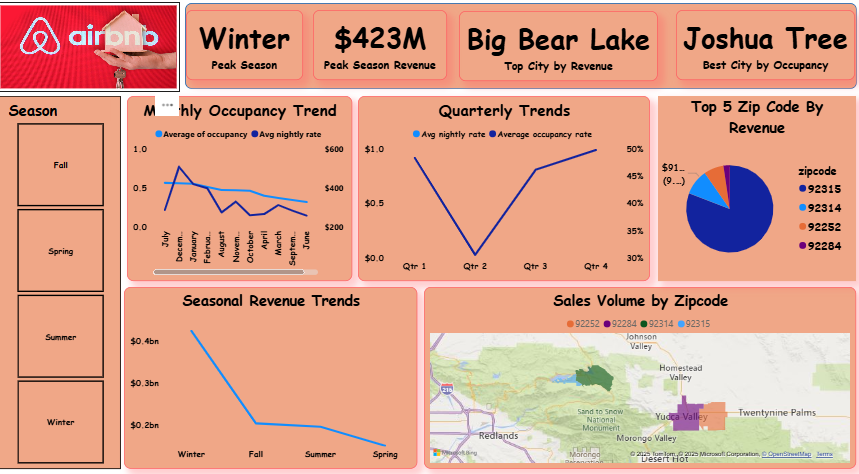 airbnb
Winter
Peak Season
$423M
Peak Season Revenue
Big Bear Lake
Top City by Revenue
Joshua Tree
Best City by Occupancy
Season
Fall
Spring
Summer
Winter
Occupancy Trend
Average of occupancy
Avg nightly rate
1.0
0.5
0.0
$600
$400
$200
July
Decem...
January
Februa...
August
Novem...
October
April
March
Septem...
June
Quarterly Trends
Avg nightly rate
Average occupancy rate
$1.0
$0.5
$0.0
50%
45%
40%
35%
30%
Qtr 1
Qtr 2
Qtr 3
Qtr 4
Top 5 Zip Code By
Revenue
$91...
(9....)
zipcode
92315
92314
92252
92284
Seasonal Revenue Trends
$0.4bn
$0.3bn
$0.2bn
Winter
Fall
Summer
Spring
Sales Volume by Zipcode
92252
92284
92314
92315
Johnson
Valley
Homestead
Valley
Sand to Snow
National
Monument
Yucca Valley
Twentynine Palms
Redlands
Morongo Valley
Morongo
Desert Hot
Microsoft Bing
© 2025 TomTom, © 2025 Microsoft Corporation, © OpenStreetMap
Terms